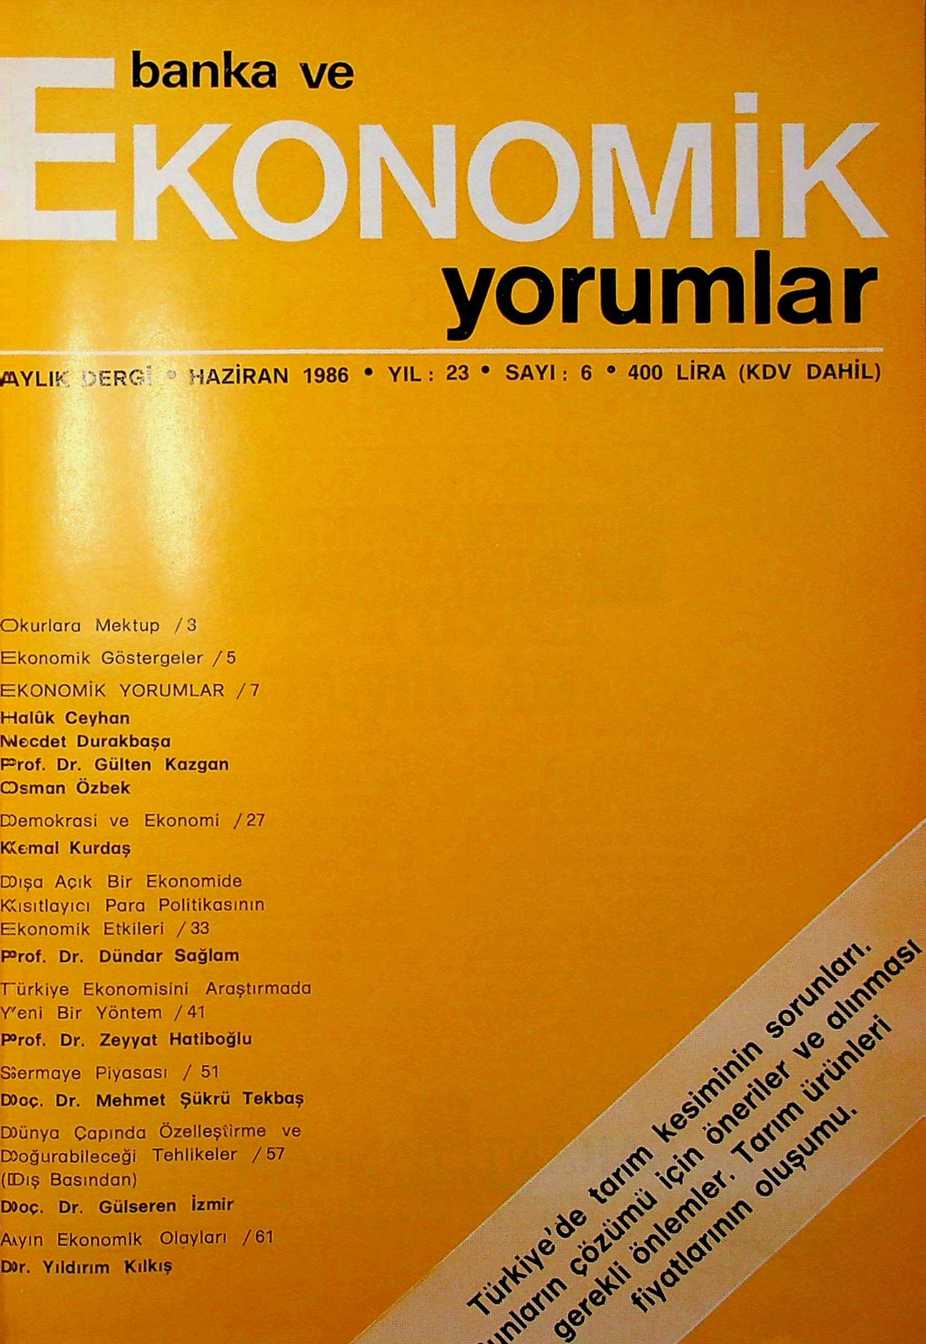 banka ve
EKONOMİK
yorumlar
AYLIK DERGİ • HAZİRAN 1986 • YIL : 23 • SAYI : 6 • 400 LİRA (KDV DAHİL)
Okurlara Mektup /3
Ekonomik Göstergeler /5
EKONOMİK YORUMLAR /7
Halûk Ceyhan
Necdet Durakbaşa
Prof. Dr. Gülten Kazgan
Osman Özbek
Demokrasi ve Ekonomi /27
Kemal Kurdaş
Dışa Açık Bir Ekonomide
Kısıtlayıcı Para Politikasının
Ekonomik Etkileri /33
Prof. Dr. Dündar Sağlam
Türkiye Ekonomisini Araştırmada
Yeni Bir Yöntem /41
Prof. Dr. Zeyyat Hatiboğlu
Sermaye Piyasası / 51
Doç. Dr. Mehmet Şükrü Tekbaş
Dünya Çapında Özelleştirme ve
Doğurabileceği Tehlikeler /57
(Dış Basından)
Doç. Dr. Gülseren İzmir
Ayın Ekonomik Olayları /61
Dr. Yıldırım Kılkış
Türkiye'de tarım kesiminin sorunları.
unların çözümü için öneriler ve alınması
gerekli önlemler. Tarım ürünleri
fiyatlarının oluşumu.